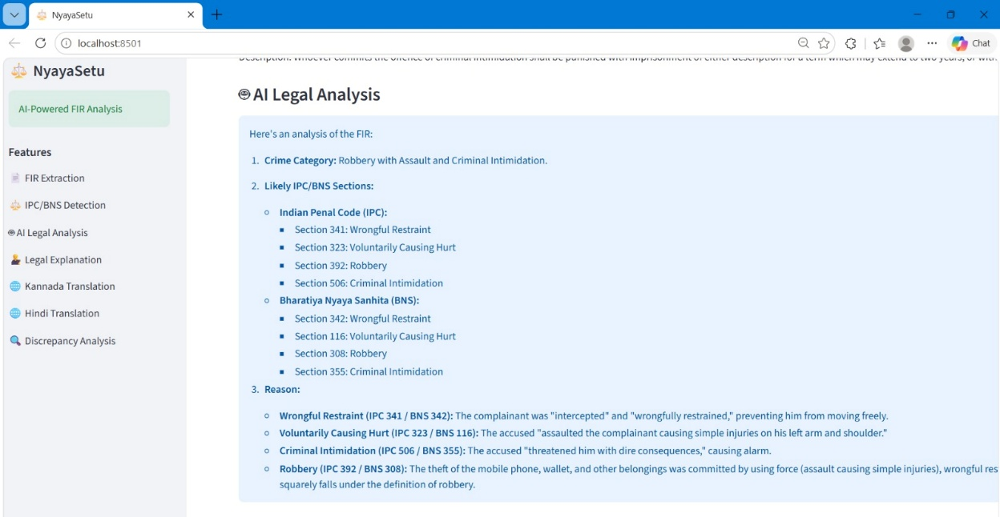 NyayaSetu
localhost:8501
Chat
NyayaSetu
AI-Powered FIR Analysis
Features
FIR Extraction
IPC/BNS Detection
AI Legal Analysis
Legal Explanation
Kannada Translation
Hindi Translation
Discrepancy Analysis
Description: Whoever commits the offence of criminal intimidation shall be punished with imprisonment of either description for a term which may extend to two years, or with
AI Legal Analysis
Here's an analysis of the FIR:
1. Crime Category: Robbery with Assault and Criminal Intimidation.
2. Likely IPC/BNS Sections:
Indian Penal Code (IPC):
Section 341: Wrongful Restraint
Section 323: Voluntarily Causing Hurt
Section 392: Robbery
Section 506: Criminal Intimidation
Bharatiya Nyaya Sanhita (BNS):
Section 342: Wrongful Restraint
Section 116: Voluntarily Causing Hurt
Section 308: Robbery
Section 355: Criminal Intimidation
3. Reason:
Wrongful Restraint (IPC 341 / BNS 342): The complainant was "intercepted" and "wrongfully restrained," preventing him from moving freely.
Voluntarily Causing Hurt (IPC 323 / BNS 116): The accused "assaulted the complainant causing simple injuries on his left arm and shoulder."
Criminal Intimidation (IPC 506 / BNS 355): The accused "threatened him with dire consequences," causing alarm.
Robbery (IPC 392 / BNS 308): The theft of the mobile phone, wallet, and other belongings was committed by using force (assault causing simple injuries), wrongful res
squarely falls under the definition of robbery.